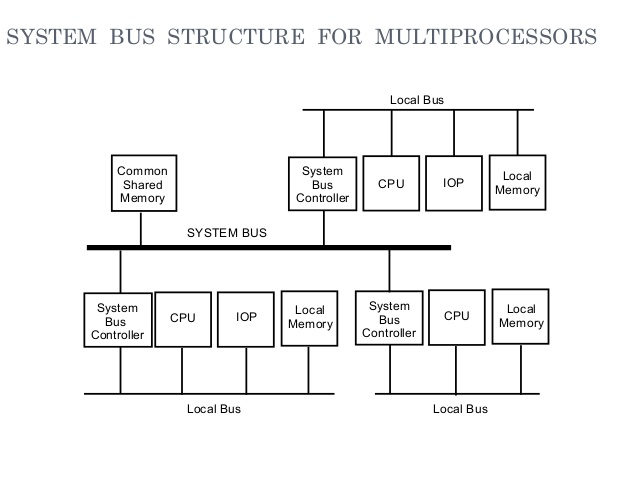 SYSTEM BUS STRUCTURE FOR MULTIPROCESSORS
Local Bus
Common
Shared
Memory
System
Bus
Controller
CPU
IOP
Local
Memory
SYSTEM BUS
System
Bus
Controller
CPU
IOP
Local
Memory
System
Bus
Controller
CPU
Local
Memory
Local Bus
Local Bus